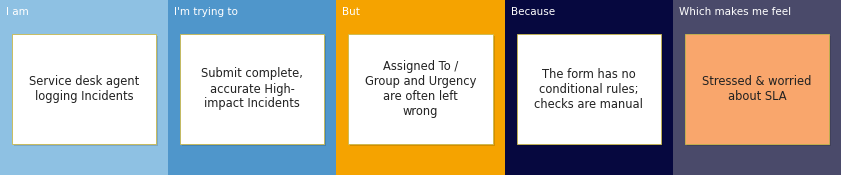 I am
Service desk agent
logging Incidents
I'm trying to
Submit complete,
accurate High-
impact Incidents
But
Assigned To /
Group and Urgency
are often left
wrong
Because
The form has no
conditional rules;
checks are manual
Which makes me feel
Stressed & worried
about SLA